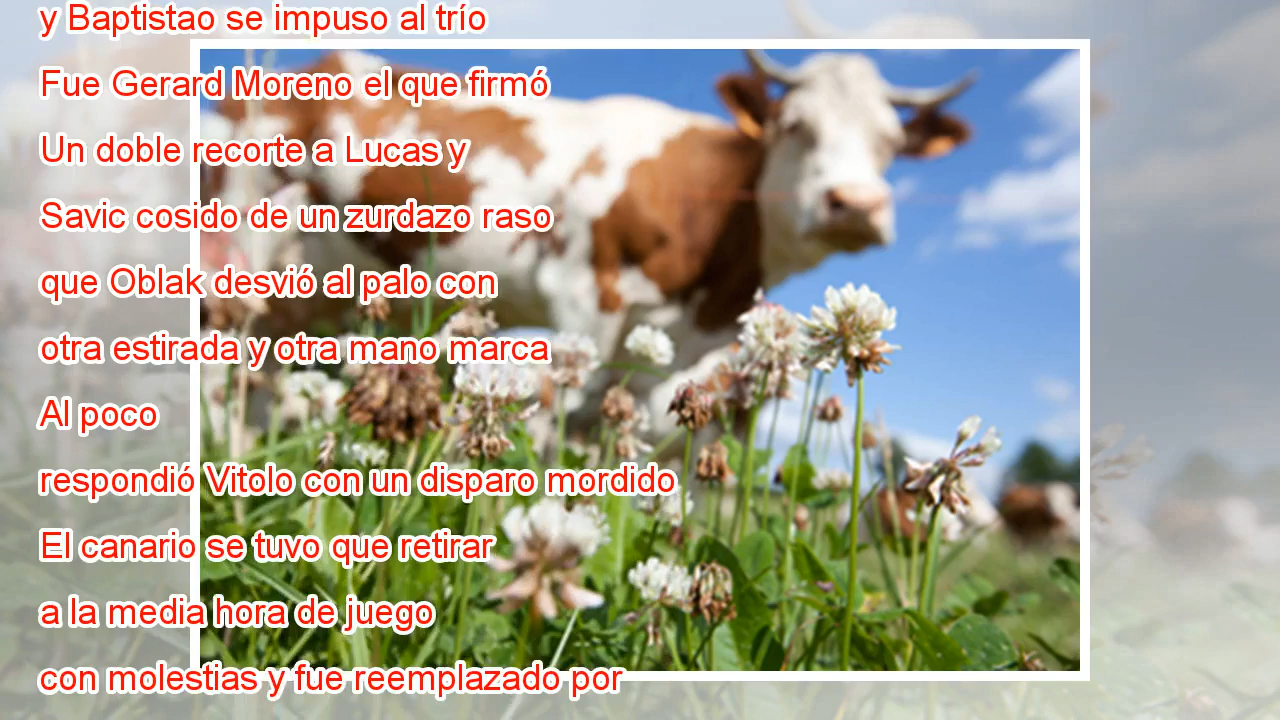 y Baptistao se impuso al trío
Fue Gerard Moreno el que firmó
Un doble recorte a Lucas y
Savic cosido de un zurdazo raso
que Oblak desvió al palo con
otra estirada y otra mano marca
Al poco
respondió Vitolo con un disparo mordido
El canario se tuvo que retirar
a la media hora de juego
con molestias y fue reemplazado por